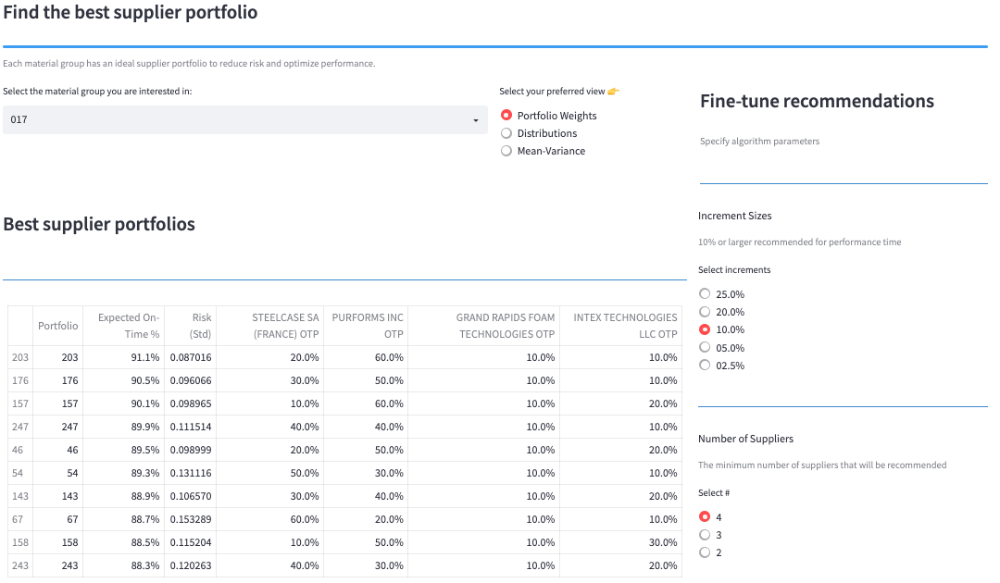 Find the best supplier portfolio
Each material group has an ideal supplier portfolio to reduce risk and optimize performance.
Select the material group you are interested in:
017
Select your preferred view 👉
Portfolio Weights
Distributions
Mean-Variance
Best supplier portfolios
Portfolio Expected On-Time % Risk (Std) STEELCASE SA (FRANCE) OTP PURFORMS INC OTP GRAND RAPIDS FOAM TECHNOLOGIES OTP INTEX TECHNOLOGIES LLC OTP
203 203 91.1% 0.087016 20.0% 60.0% 10.0% 10.0%
176 176 90.5% 0.096066 30.0% 50.0% 10.0% 10.0%
157 157 90.1% 0.098965 10.0% 60.0% 10.0% 20.0%
247 247 89.9% 0.111514 40.0% 40.0% 10.0% 10.0%
46 46 89.5% 0.098999 20.0% 50.0% 10.0% 20.0%
54 54 89.3% 0.131116 50.0% 30.0% 10.0% 10.0%
143 143 88.9% 0.106570 30.0% 40.0% 10.0% 20.0%
67 67 88.7% 0.153289 60.0% 20.0% 10.0% 10.0%
158 158 88.5% 0.115204 10.0% 50.0% 10.0% 30.0%
243 243 88.3% 0.120263 40.0% 30.0% 10.0% 20.0%
Fine-tune recommendations
Specify algorithm parameters
Increment Sizes
10% or larger recommended for performance time
Select increments
25.0%
20.0%
10.0%
05.0%
02.5%
Number of Suppliers
The minimum number of suppliers that will be recommended
Select #
4
3
2